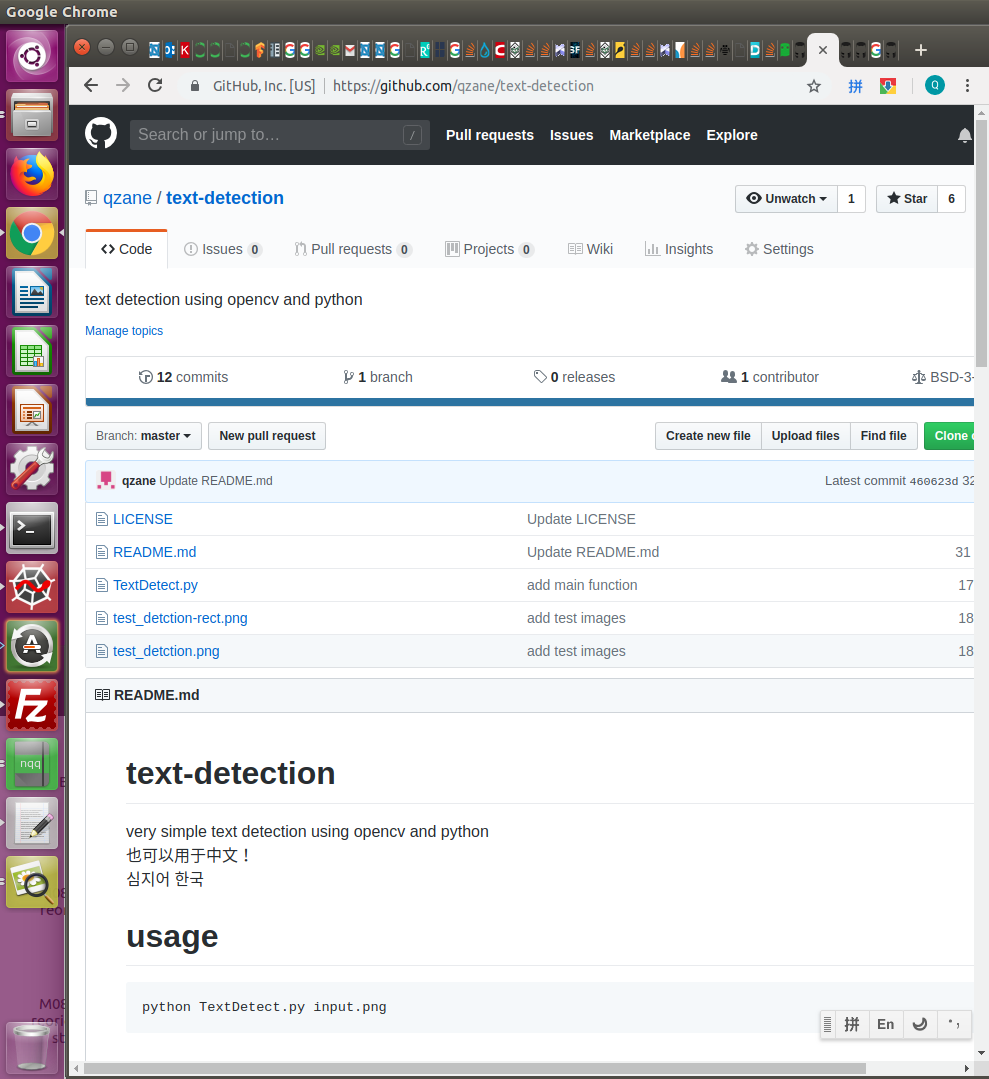 Google Chrome
GitHub, Inc. [US] https://github.com/qzane/text-detection Q
Search or jump to… / Pull requests Issues Marketplace Explore
qzane / text-detection Unwatch 1 Star 6
Code Issues 0 Pull requests 0 Projects 0 Wiki Insights Settings
text detection using opencv and python
Manage topics
12 commits 1 branch 0 releases 1 contributor BSD-3-
Branch: master New pull request Create new file Upload files Find file Clone
qzane Update README.md Latest commit 460623d 32
LICENSE Update LICENSE
README.md Update README.md 31
TextDetect.py add main function 17
test_detction-rect.png add test images 18
test_detction.png add test images 18
README.md
text-detection
very simple text detection using opencv and python
也可以用于中文！
심지어 한국
usage
python TextDetect.py input.png
拼 En
nqq
M08
reori
st